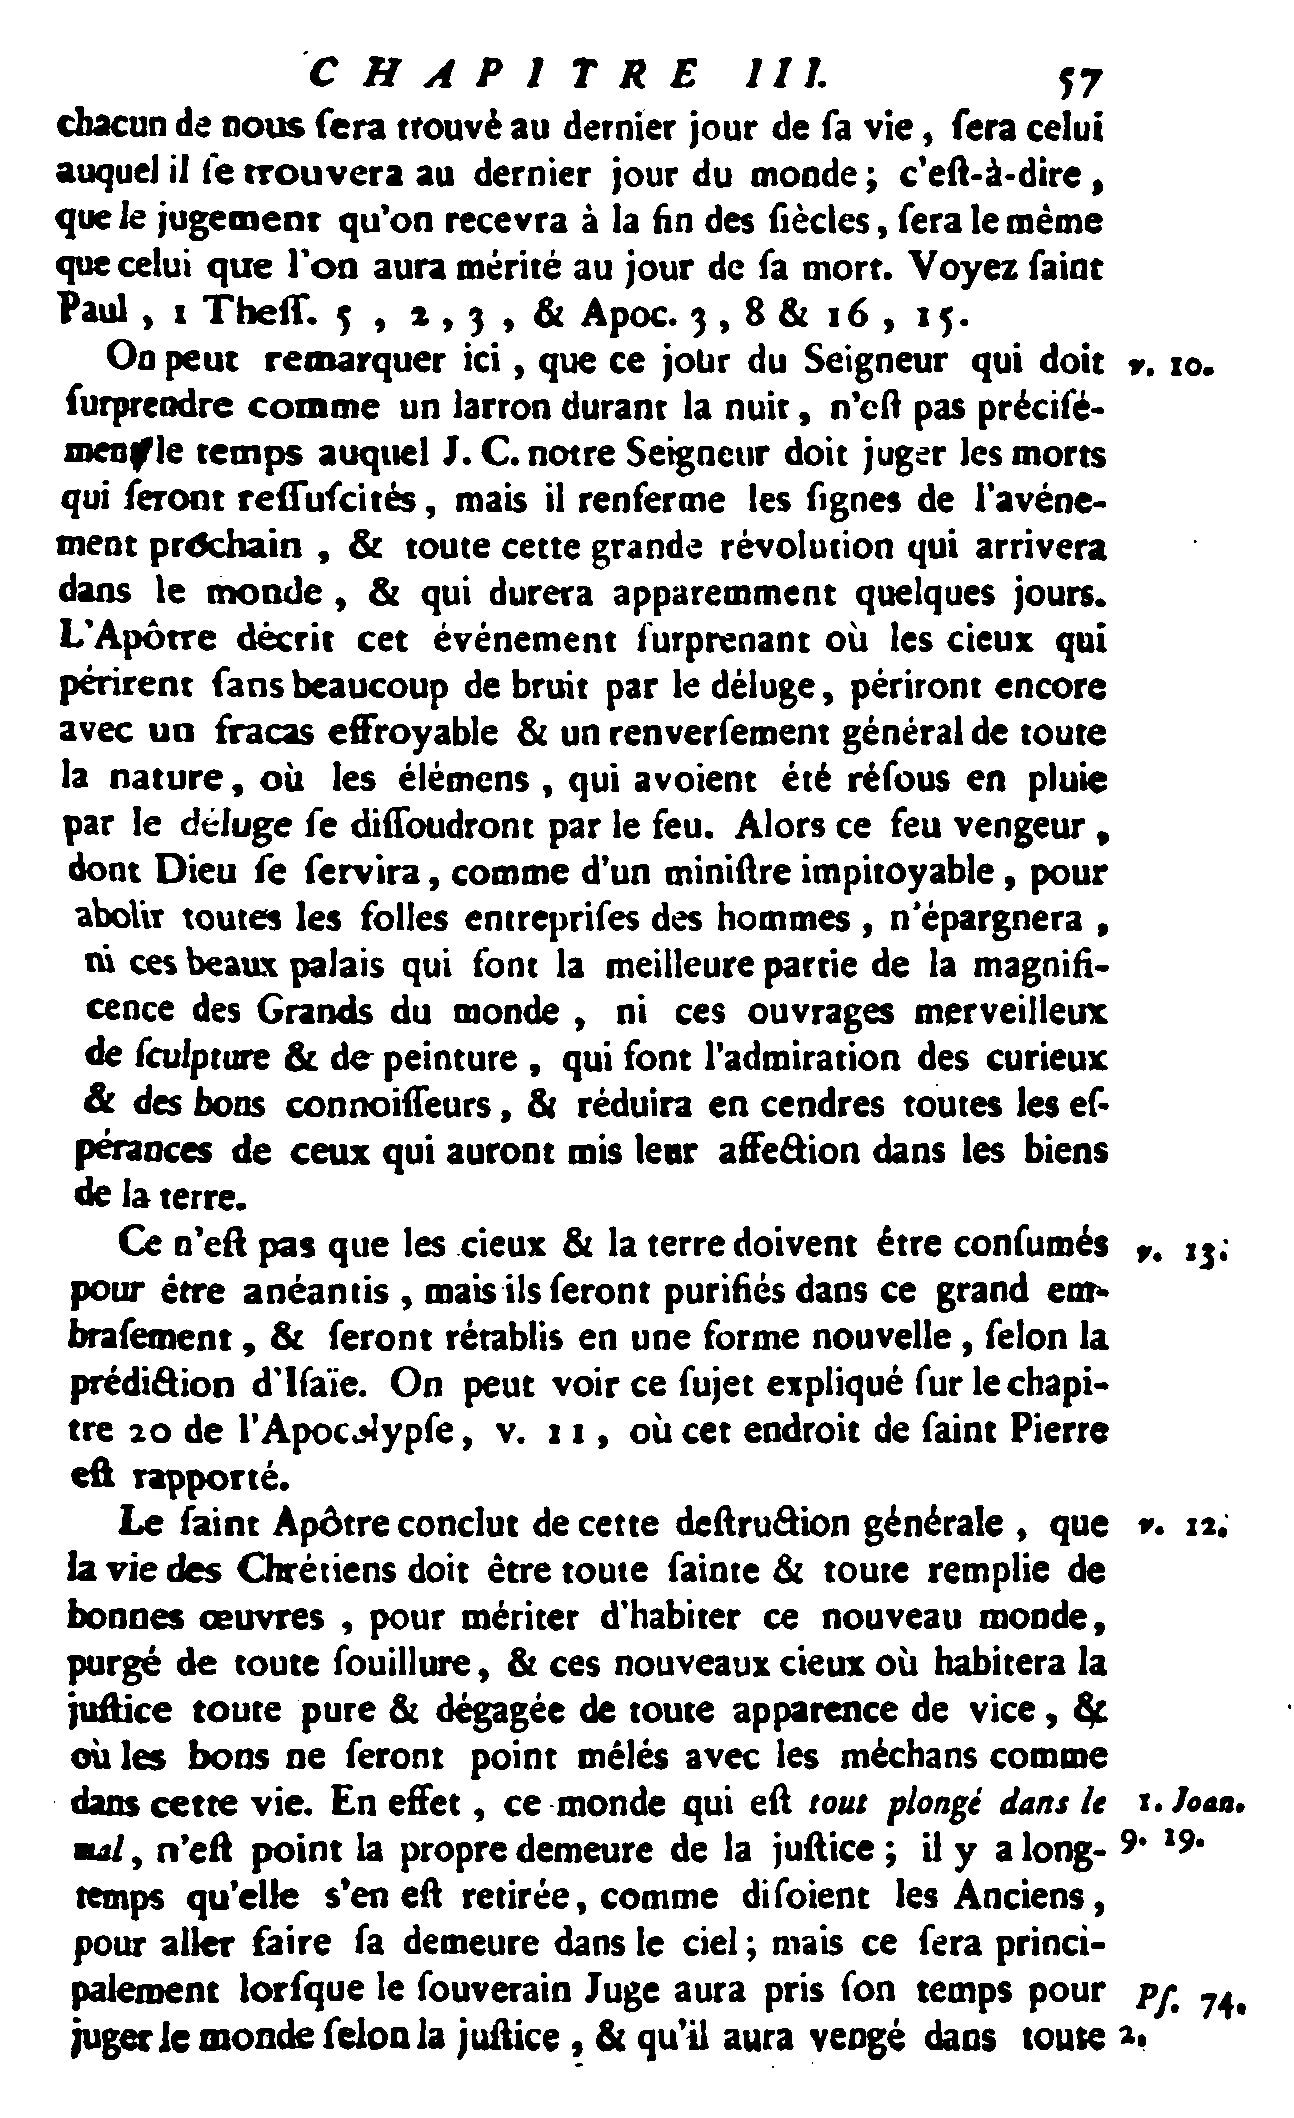 CHAPITRE III. 57
chacun de nous ſera trouvé au dernier jour de ſa vie, ſera celui
auquel il ſe trouvera au dernier jour du monde; c'eſt-à-dire,
que le jugement qu'on recevra à la fin des ſiècles, ſera le même
que celui que l'on aura mérité au jour de ſa mort. Voyez ſaint
Paul, 1 Theſſ. 5, 2, 3, & Apoc. 3, 8 & 16, 15.
On peut remarquer ici, que ce jour du Seigneur qui doit v. 10.
ſurprendre comme un larron durant la nuit, n'eſt pas préciſé-
ment le temps auquel J. C. notre Seigneur doit juger les morts
qui ſeront reſſuſcités, mais il renferme les ſignes de l'avéne-
ment prochain, & toute cette grande révolution qui arrivera
dans le monde, & qui durera apparemment quelques jours.
L'Apôtre décrit cet événement ſurprenant où les cieux qui
périrent ſans beaucoup de bruit par le déluge, périront encore
avec un fracas effroyable & un renverſement général de toute
la nature, où les élémens, qui avoient été réſous en pluie
par le déluge ſe diſſoudront par le feu. Alors ce feu vengeur,
dont Dieu ſe ſervira, comme d'un miniſtre impitoyable, pour
abolir toutes les folles entrepriſes des hommes, n'épargnera,
ni ces beaux palais qui font la meilleure partie de la magnifi-
cence des Grands du monde, ni ces ouvrages merveilleux
de ſculpture & de peinture, qui font l'admiration des curieux
& des bons connoiſſeurs, & réduira en cendres toutes les eſ-
pérances de ceux qui auront mis leur affection dans les biens
de la terre.
Ce n'eſt pas que les cieux & la terre doivent être conſumés v. 13.
pour être anéantis, mais ils ſeront purifiés dans ce grand em-
braſement, & ſeront rétablis en une forme nouvelle, ſelon la
prédiction d'Iſaïe. On peut voir ce ſujet expliqué ſur le chapi-
tre 20 de l'Apocalypſe, v. 11, où cet endroit de ſaint Pierre
eſt rapporté.
Le ſaint Apôtre conclut de cette deſtruction générale, que v. 12.
la vie des Chrétiens doit être toute ſainte & toute remplie de
bonnes œuvres, pour mériter d'habiter ce nouveau monde,
purgé de toute ſouillure, & ces nouveaux cieux où habitera la
juſtice toute pure & dégagée de toute apparence de vice, &
où les bons ne ſeront point mêlés avec les méchans comme
dans cette vie. En effet, ce monde qui eſt tout plongé dans le 1. Joan.
mal, n'eſt point la propre demeure de la juſtice; il y a long- 9. 19.
temps qu'elle s'en eſt retirée, comme diſoient les Anciens,
pour aller faire ſa demeure dans le ciel; mais ce ſera princi-
palement lorſque le ſouverain Juge aura pris ſon temps pour Pſ. 74.
juger le monde ſelon la juſtice, & qu'il aura vengé dans toute 2.